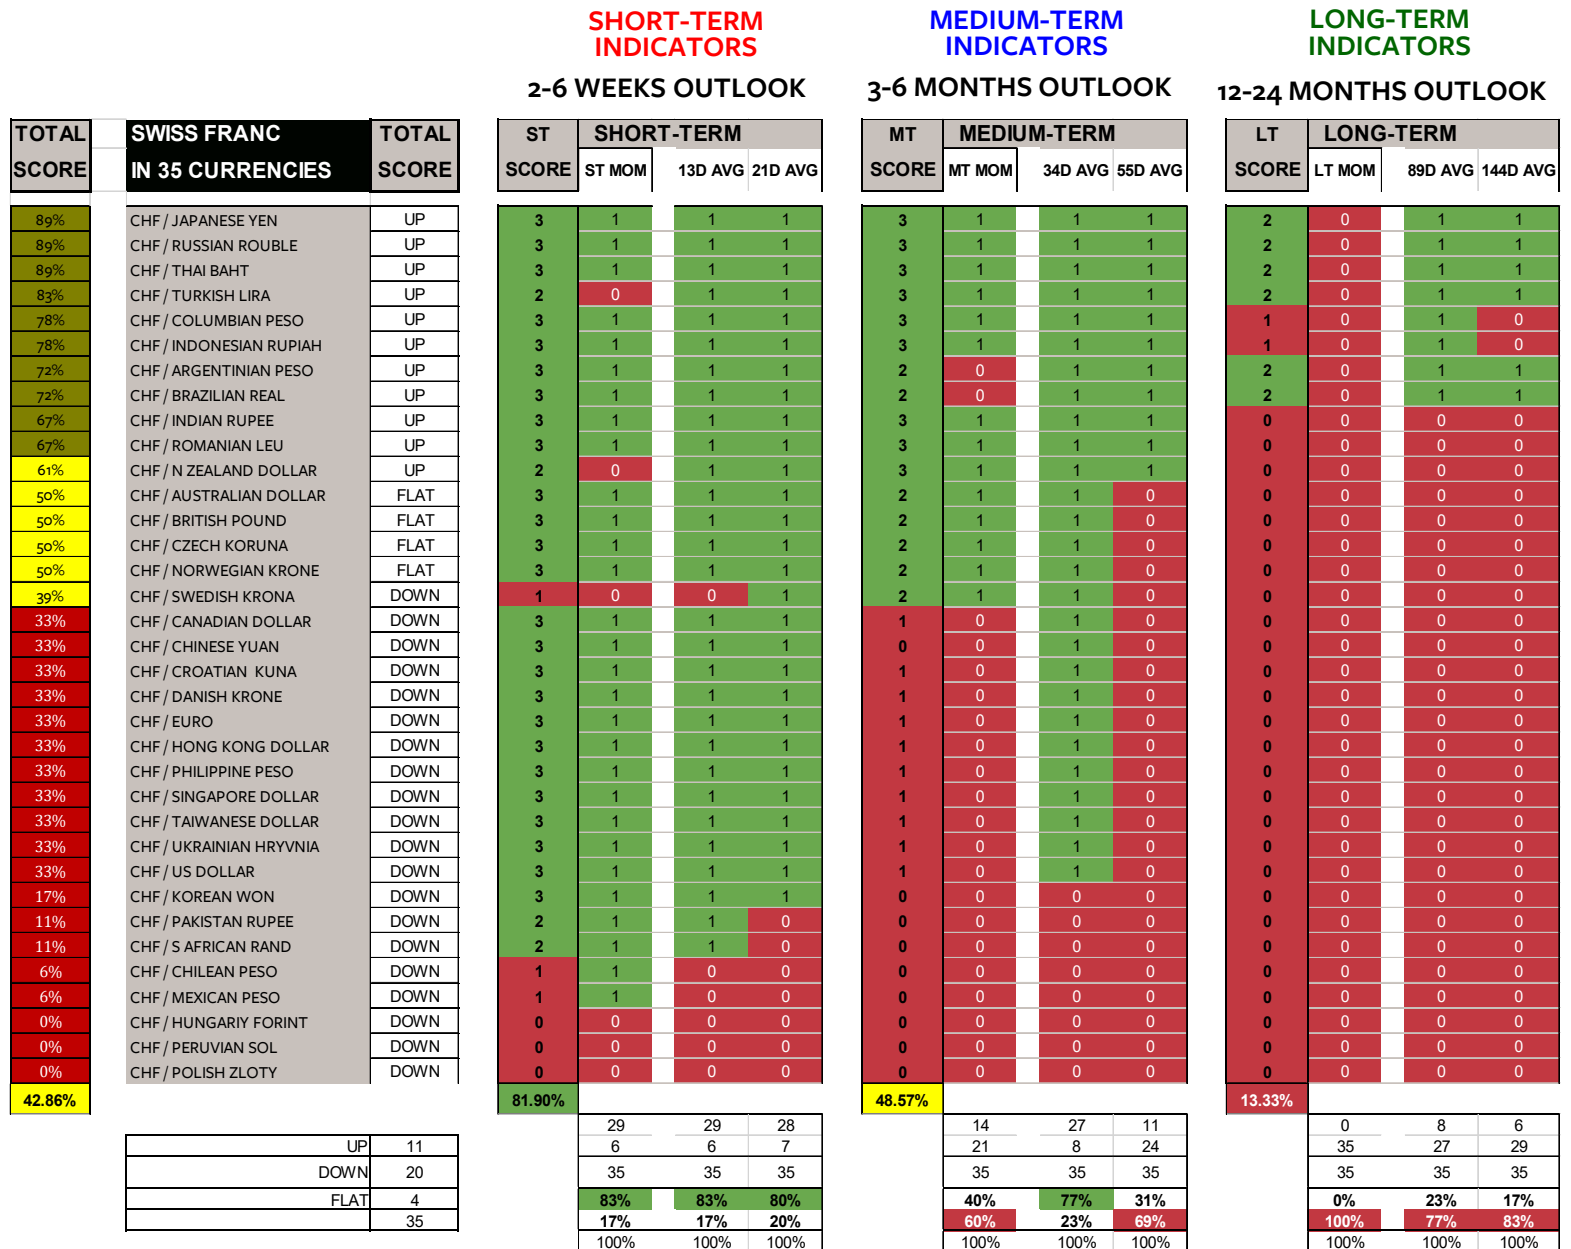 SHORT-TERM INDICATORS MEDIUM-TERM INDICATORS LONG-TERM INDICATORS
2-6 WEEKS OUTLOOK 3-6 MONTHS OUTLOOK 12-24 MONTHS OUTLOOK
TOTAL SWISS FRANC TOTAL ST SHORT-TERM MT MEDIUM-TERM LT LONG-TERM
SCORE IN 35 CURRENCIES SCORE SCORE ST MOM 13D AVG 21D AVG SCORE MT MOM 34D AVG 55D AVG SCORE LT MOM 89D AVG 144D AVG
89% CHF / JAPANESE YEN UP 3 1 1 1 3 1 1 1 2 0 1 1
89% CHF / RUSSIAN ROUBLE UP 3 1 1 1 3 1 1 1 2 0 1 1
89% CHF / THAI BAHT UP 3 1 1 1 3 1 1 1 2 0 1 1
83% CHF / TURKISH LIRA UP 2 0 1 1 3 1 1 1 2 0 1 1
78% CHF / COLUMBIAN PESO UP 3 1 1 1 3 1 1 1 1 0 1 0
78% CHF / INDONESIAN RUPIAH UP 3 1 1 1 3 1 1 1 1 0 1 0
72% CHF / ARGENTINIAN PESO UP 3 1 1 1 2 0 1 1 2 0 1 1
72% CHF / BRAZILIAN REAL UP 3 1 1 1 2 0 1 1 2 0 1 1
67% CHF / INDIAN RUPEE UP 3 1 1 1 3 1 1 1 0 0 0 0
67% CHF / ROMANIAN LEU UP 3 1 1 1 3 1 1 1 0 0 0 0
61% CHF / N ZEALAND DOLLAR UP 2 0 1 1 3 1 1 1 0 0 0 0
50% CHF / AUSTRALIAN DOLLAR FLAT 3 1 1 1 2 1 1 0 0 0 0 0
50% CHF / BRITISH POUND FLAT 3 1 1 1 2 1 1 0 0 0 0 0
50% CHF / CZECH KORUNA FLAT 3 1 1 1 2 1 1 0 0 0 0 0
50% CHF / NORWEGIAN KRONE FLAT 3 1 1 1 2 1 1 0 0 0 0 0
39% CHF / SWEDISH KRONA DOWN 1 0 0 1 2 1 1 0 0 0 0 0
33% CHF / CANADIAN DOLLAR DOWN 3 1 1 1 1 0 1 0 0 0 0 0
33% CHF / CHINESE YUAN DOWN 3 1 1 1 0 0 1 0 0 0 0 0
33% CHF / CROATIAN KUNA DOWN 3 1 1 1 1 0 1 0 0 0 0 0
33% CHF / DANISH KRONE DOWN 3 1 1 1 1 0 1 0 0 0 0 0
33% CHF / EURO DOWN 3 1 1 1 1 0 1 0 0 0 0 0
33% CHF / HONG KONG DOLLAR DOWN 3 1 1 1 1 0 1 0 0 0 0 0
33% CHF / PHILIPPINE PESO DOWN 3 1 1 1 1 0 1 0 0 0 0 0
33% CHF / SINGAPORE DOLLAR DOWN 3 1 1 1 1 0 1 0 0 0 0 0
33% CHF / TAIWANESE DOLLAR DOWN 3 1 1 1 1 0 1 0 0 0 0 0
33% CHF / UKRAINIAN HRYVNIA DOWN 3 1 1 1 1 0 1 0 0 0 0 0
33% CHF / US DOLLAR DOWN 3 1 1 1 1 0 1 0 0 0 0 0
17% CHF / KOREAN WON DOWN 3 1 1 1 0 0 0 0 0 0 0 0
11% CHF / PAKISTAN RUPEE DOWN 2 1 1 0 0 0 0 0 0 0 0 0
11% CHF / S AFRICAN RAND DOWN 2 1 1 0 0 0 0 0 0 0 0 0
6% CHF / CHILEAN PESO DOWN 1 1 0 0 0 0 0 0 0 0 0 0
6% CHF / MEXICAN PESO DOWN 1 1 0 0 0 0 0 0 0 0 0 0
0% CHF / HUNGARIY FORINT DOWN 0 0 0 0 0 0 0 0 0 0 0 0
0% CHF / PERUVIAN SOL DOWN 0 0 0 0 0 0 0 0 0 0 0 0
0% CHF / POLISH ZLOTY DOWN 0 0 0 0 0 0 0 0 0 0 0 0
42.86% 81.90% 48.57% 13.33%
29 29 28 14 27 11 0 8 6
UP 11 6 6 7 21 8 24 35 27 29
DOWN 20 35 35 35 35 35 35 35 35 35
FLAT 4 83% 83% 80% 40% 77% 31% 0% 23% 17%
35 17% 17% 20% 60% 23% 69% 100% 77% 83%
100% 100% 100% 100% 100% 100% 100% 100% 100%